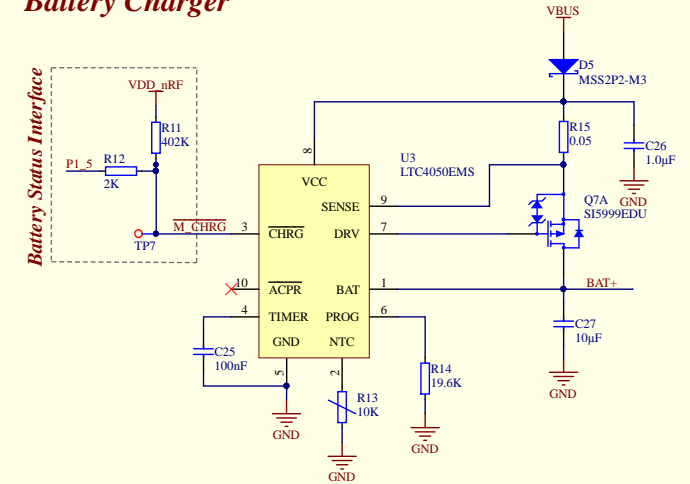 Battery Charger
VBUS
D5
MSS2P2-M3
Battery Status Interface
VDD_nRF
R11
402K
P1_5
R12
2K
M_CHRG
TP7
R15
0.05
C26
1.0µF
GND
U3
LTC4050EMS
8
VCC
SENSE
9
Q7A
SI5999EDU
3
CHRG
DRV
7
10
ACPR
BAT
1
BAT+
4
TIMER
PROG
6
GND
NTC
5
2
C25
100nF
C27
10µF
GND
R14
19.6K
R13
10K
GND
GND
GND